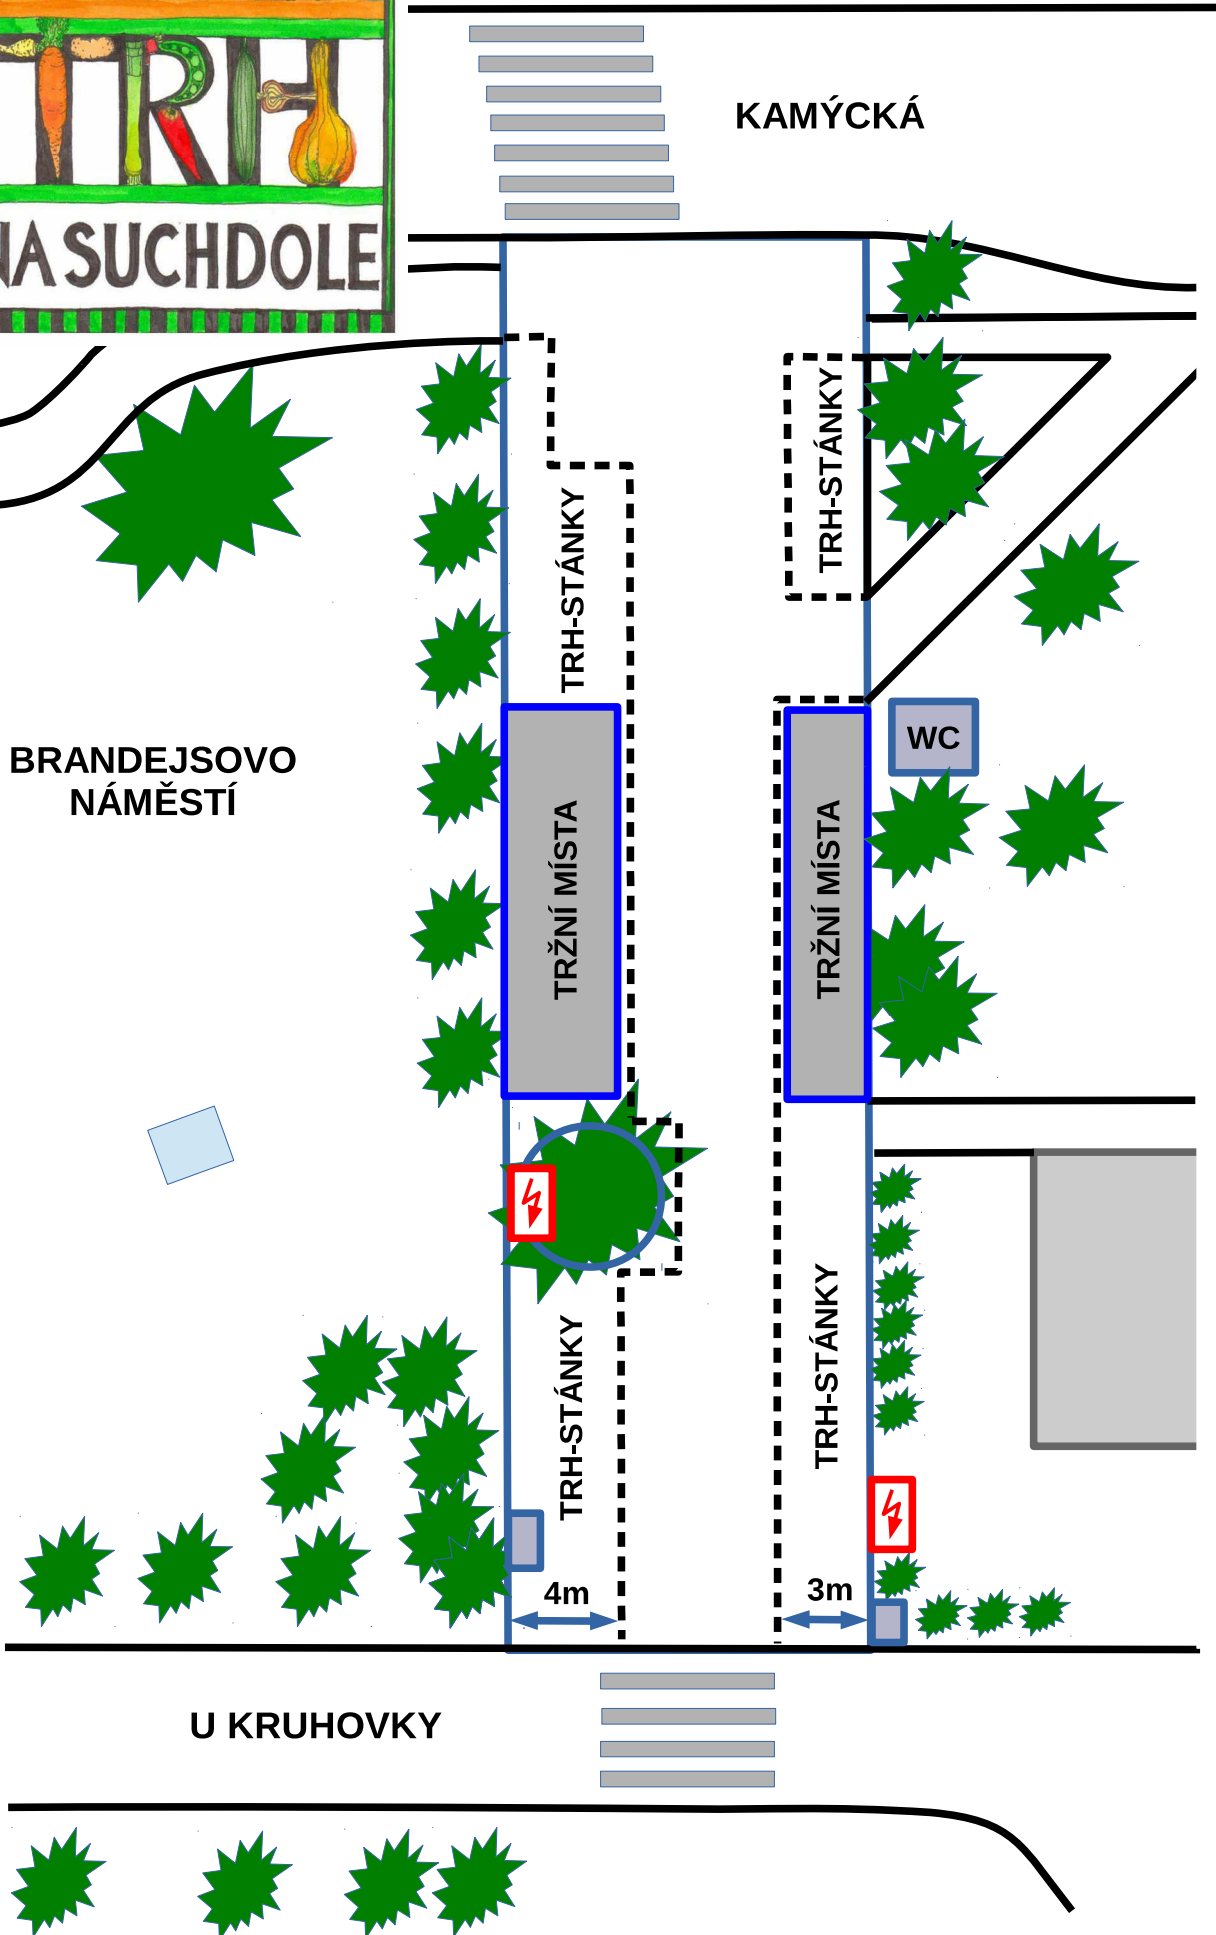 TRH
NA SUCHDOLE
KAMÝCKÁ
TRH-STÁNKY
TRH-STÁNKY
BRANDEJSOVO
NÁMĚSTÍ
WC
TRŽNÍ MÍSTA
TRŽNÍ MÍSTA
TRH-STÁNKY
TRH-STÁNKY
4m
3m
U KRUHOVKY